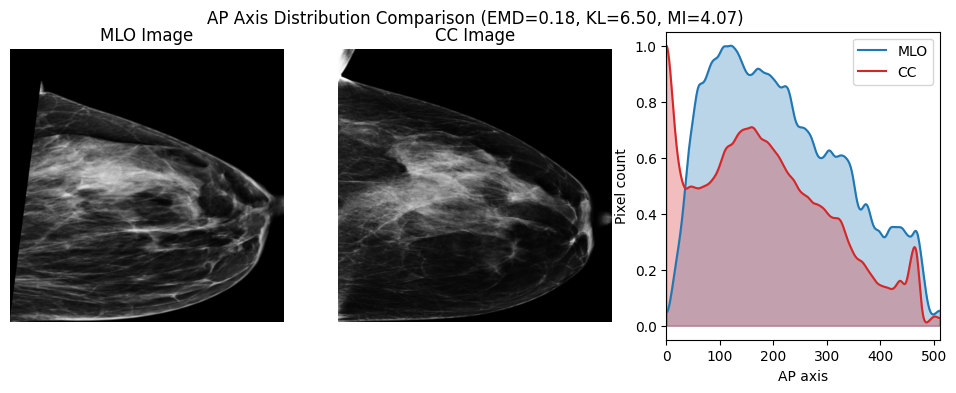 AP Axis Distribution Comparison (EMD=0.18, KL=6.50, MI=4.07)
MLO Image
CC Image
MLO
CC
Pixel count
1.0
0.8
0.6
0.4
0.2
0.0
0 100 200 300 400 500
AP axis